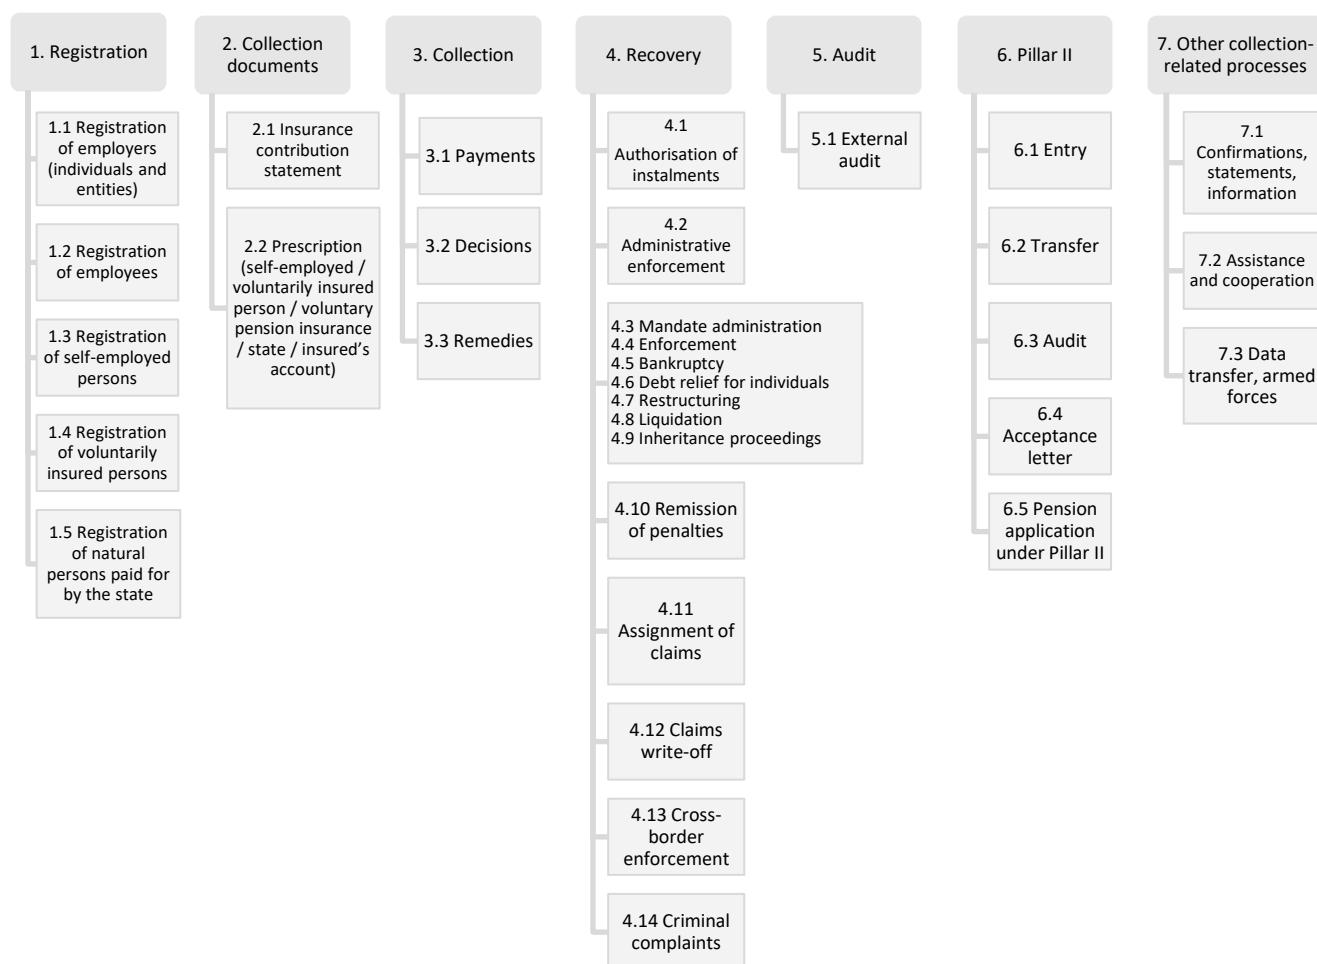 1. Registration
1.1 Registration
of employers
(individuals and
entities)
1.2 Registration
of employees
1.3 Registration
of self-employed
persons
1.4 Registration
of voluntarily
insured persons
1.5 Registration
of natural
persons paid for
by the state
2. Collection
documents
2.1 Insurance
contribution
statement
2.2 Prescription
(self-employed /
voluntarily insured
person / voluntary
pension insurance
/ state / insured’s
account)
3. Collection
3.1 Payments
3.2 Decisions
3.3 Remedies
4. Recovery
4.1
Authorisation of
instalments
4.2
Administrative
enforcement
4.3 Mandate administration
4.4 Enforcement
4.5 Bankruptcy
4.6 Debt relief for individuals
4.7 Restructuring
4.8 Liquidation
4.9 Inheritance proceedings
4.10 Remission
of penalties
4.11
Assignment of
claims
4.12 Claims
write-off
4.13 Cross-
border
enforcement
4.14 Criminal
complaints
5. Audit
5.1 External
audit
6. Pillar II
6.1 Entry
6.2 Transfer
6.3 Audit
6.4
Acceptance
letter
6.5 Pension
application
under Pillar II
7. Other collection-
related processes
7.1
Confirmations,
statements,
information
7.2 Assistance
and cooperation
7.3 Data
transfer, armed
forces